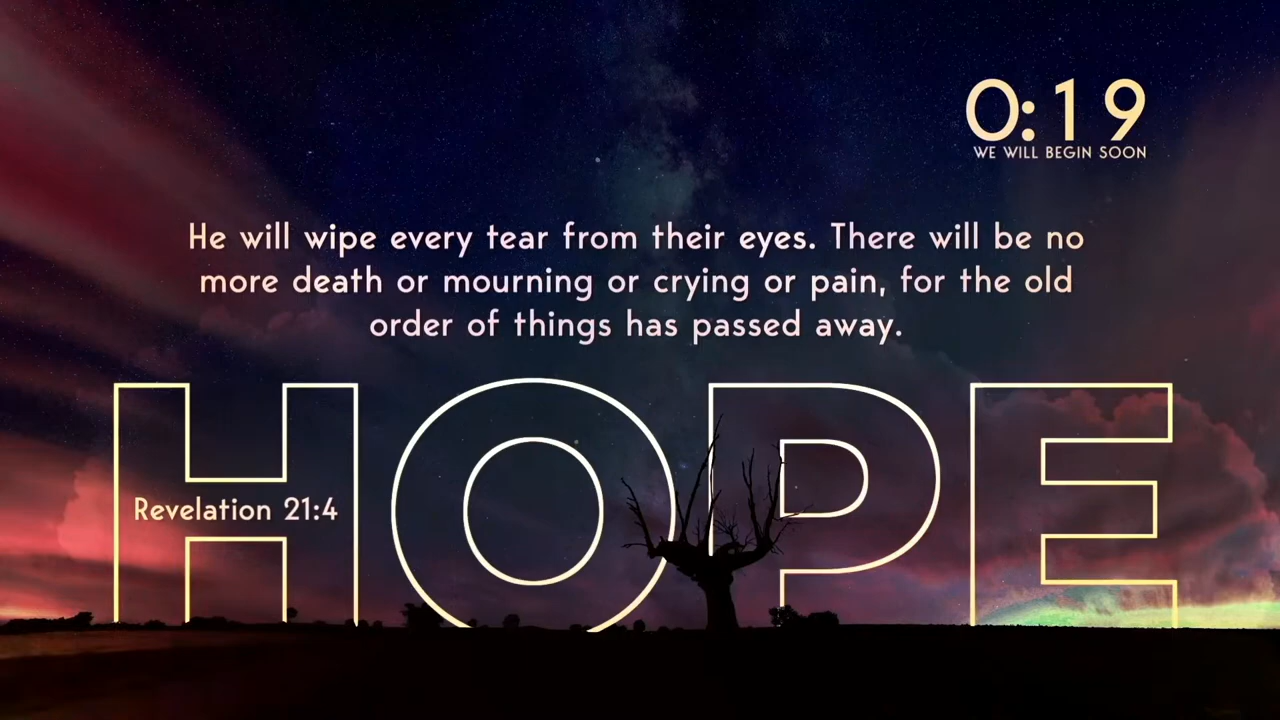 0:19
WE WILL BEGIN SOON
He will wipe every tear from their eyes. There will be no
more death or mourning or crying or pain, for the old
order of things has passed away.
HOPE
Revelation 21:4